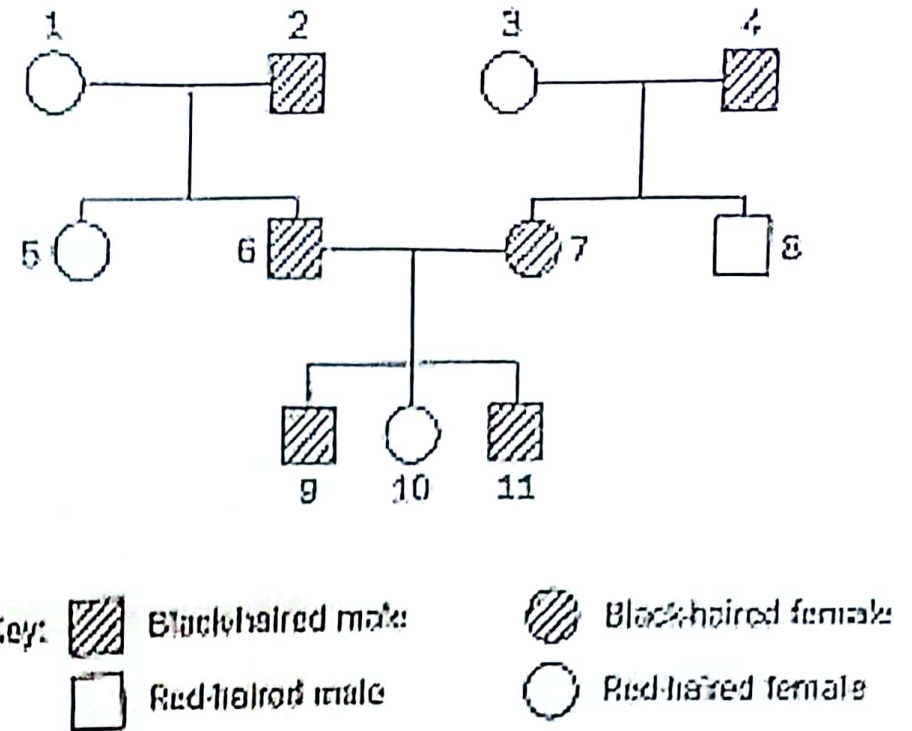 1 2 3 4
5 6 7 8
9 10 11
Key: Black-haired male Black-haired female
Red-haired male Red-haired female